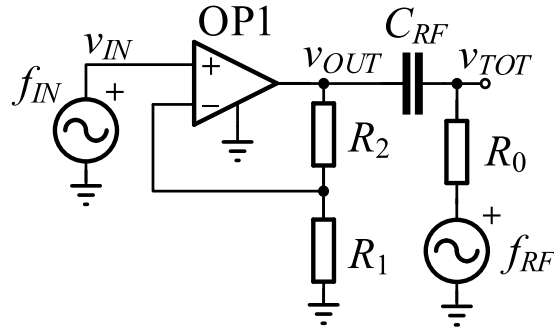 OP1
C_RF
v_IN
v_OUT
v_TOT
f_IN
+
+
−
R_2
R_0
+
R_1
f_RF